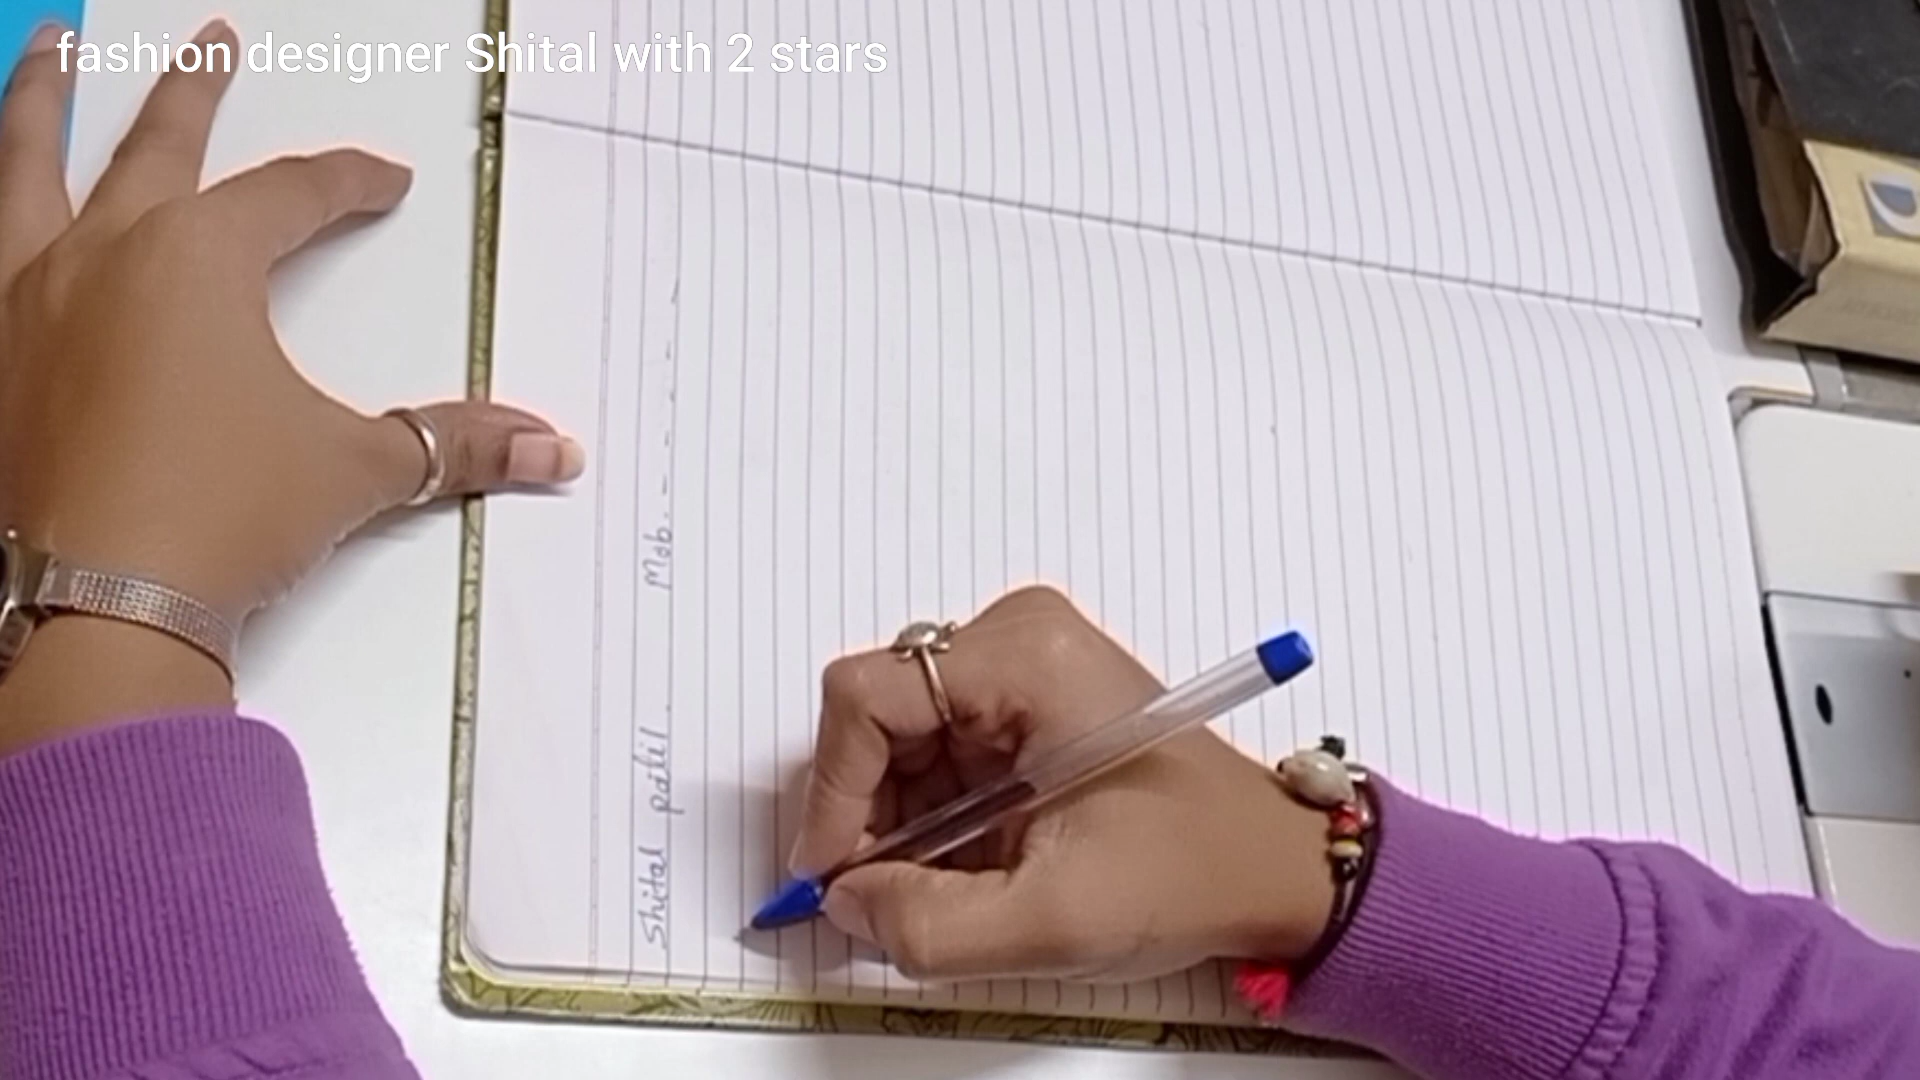 fashion designer Shital with 2 stars
Shital patil. Mob. - - - - - -